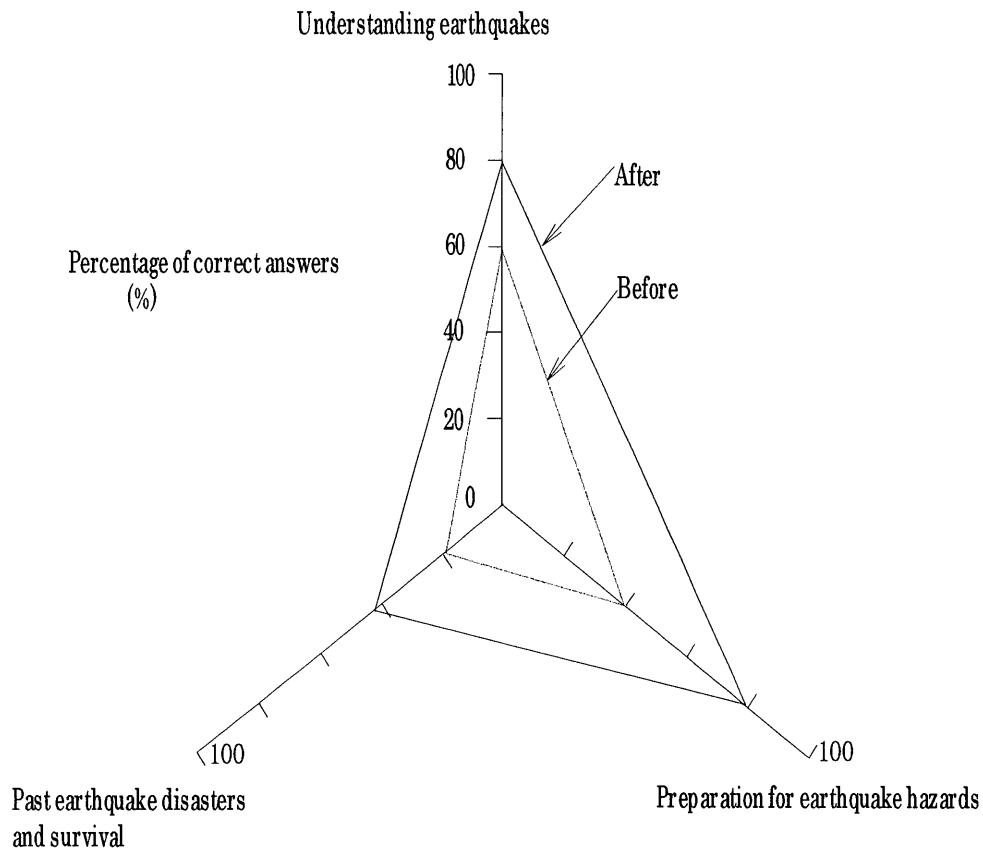 Understanding earthquakes
100
80
After
60
Percentage of correct answers
(%)
Before
40
20
0
100
100
Past earthquake disasters
and survival
Preparation for earthquake hazards